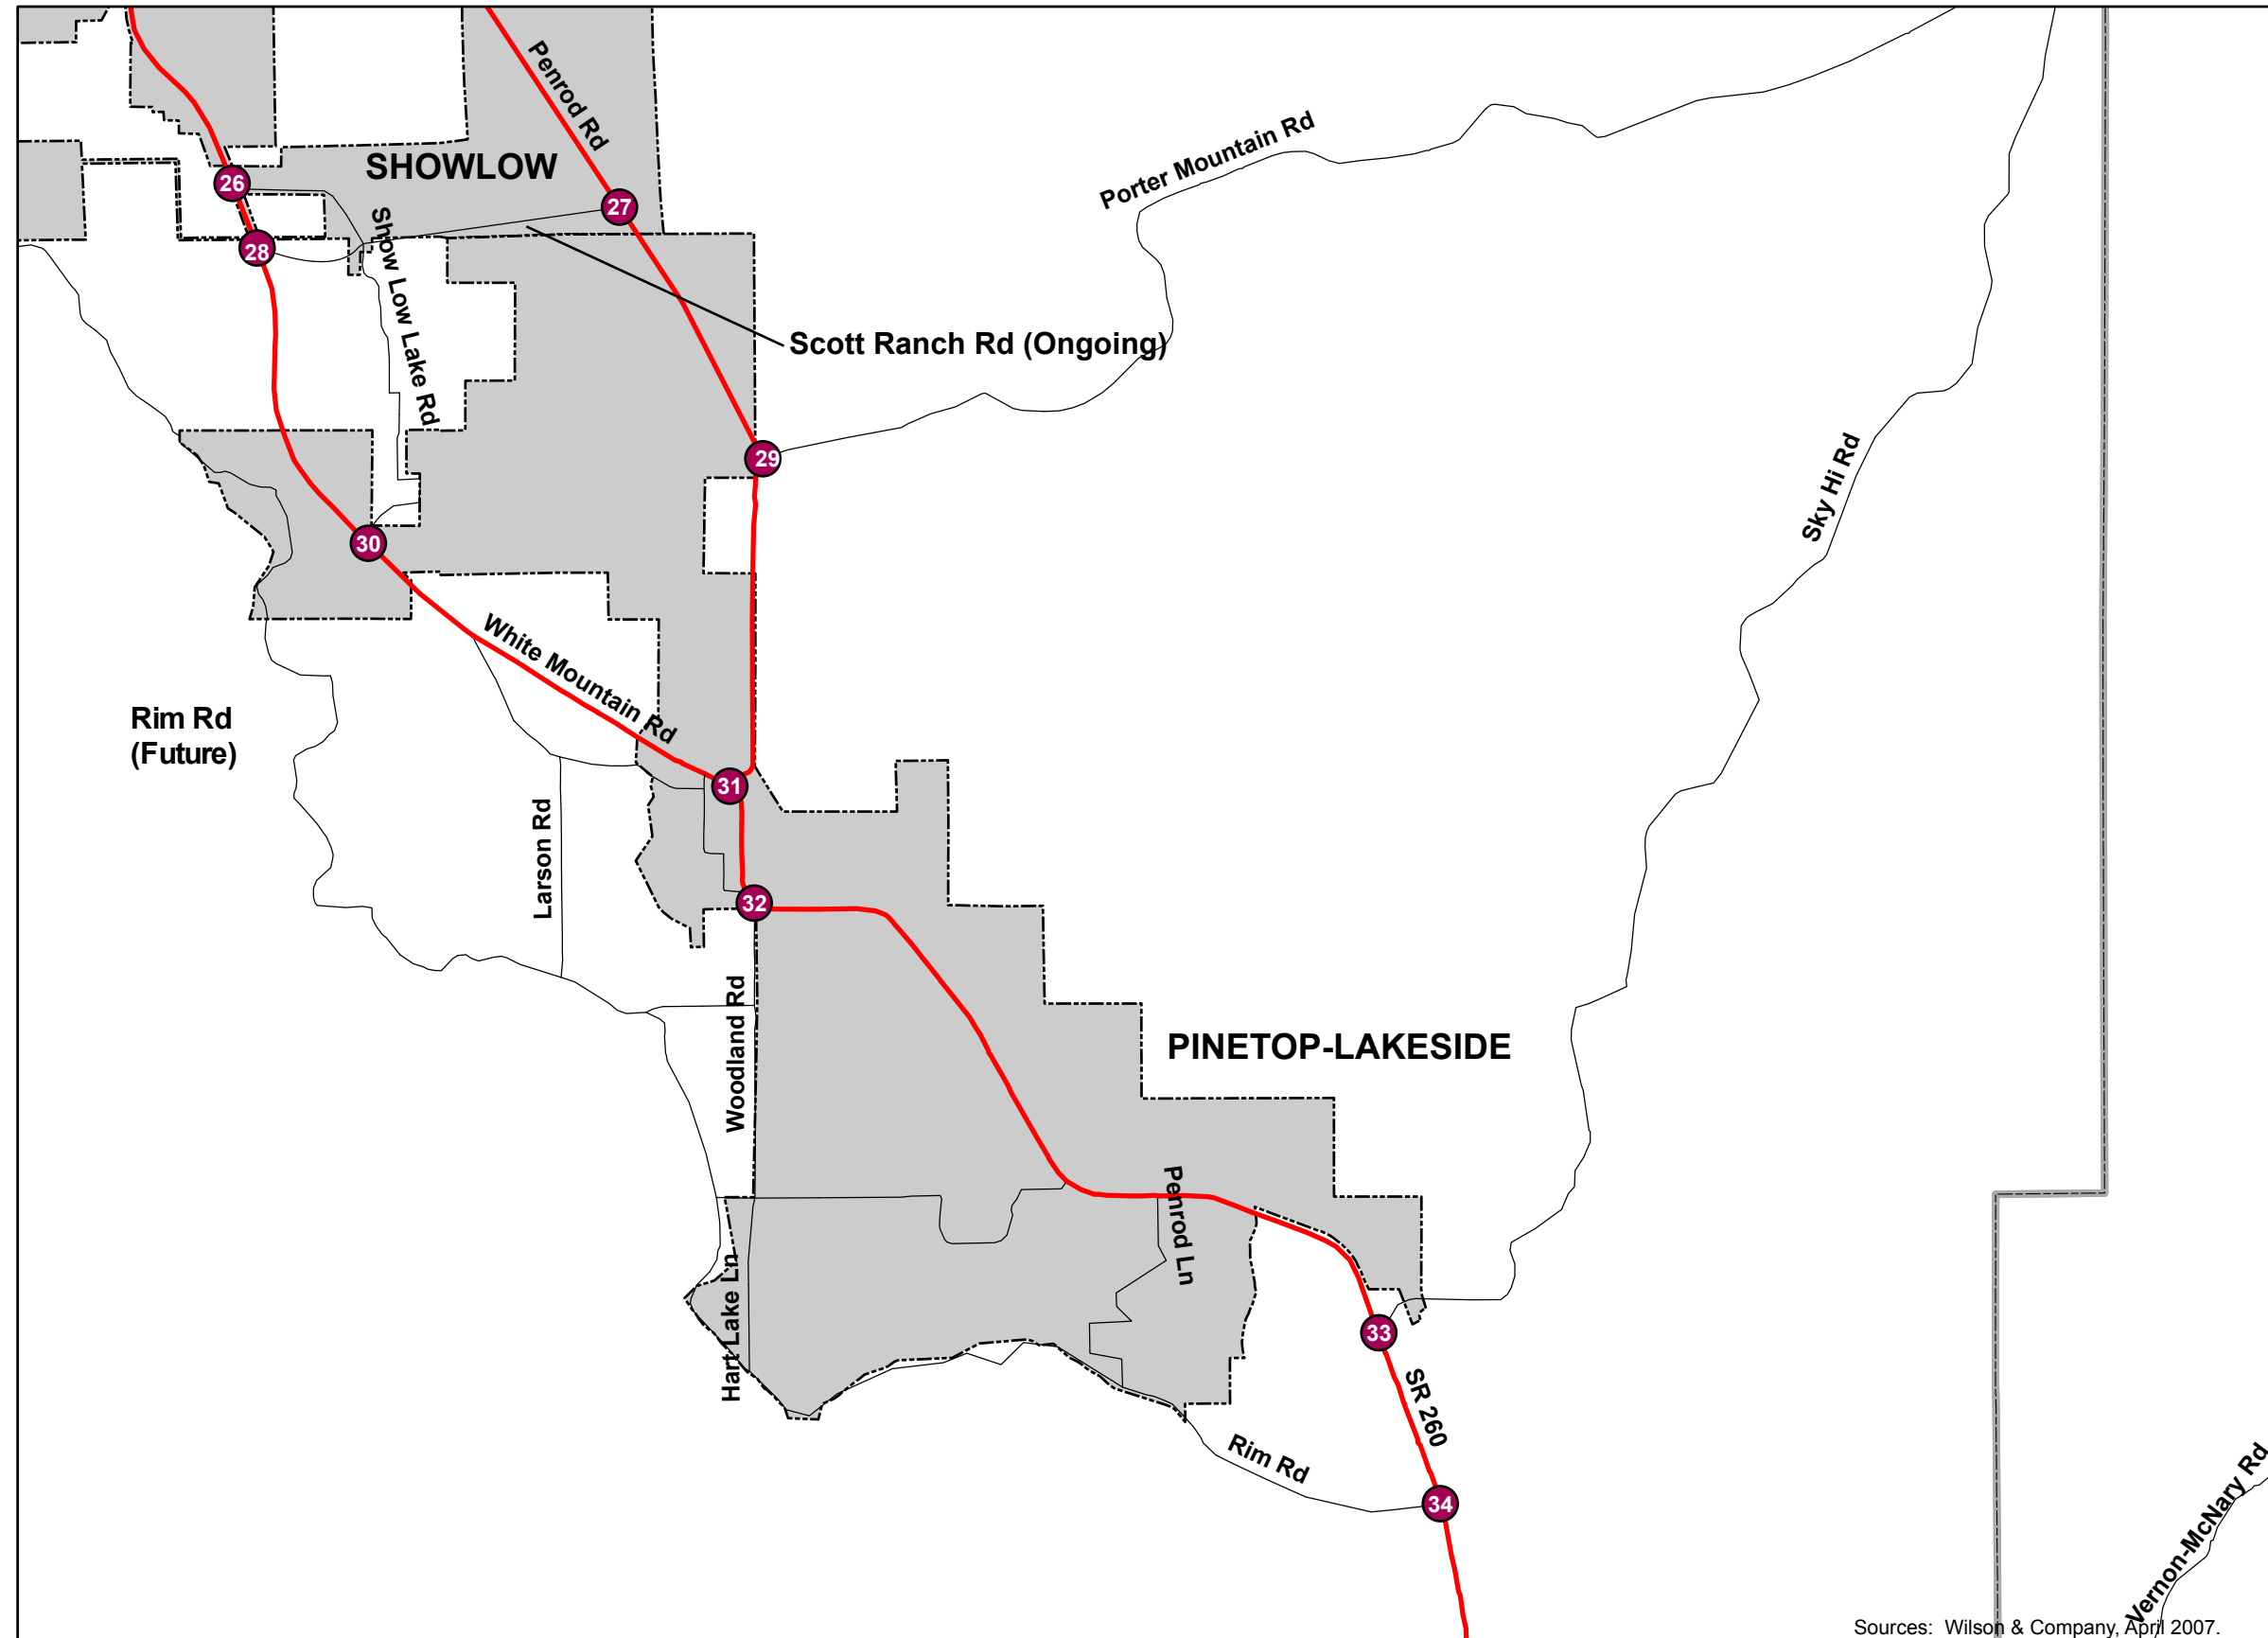 Penrod Rd
SHOWLOW
26
27
28
Show Low Lake Rd
Porter Mountain Rd
Scott Ranch Rd (Ongoing)
29
Sky Hi Rd
30
White Mountain Rd
Rim Rd
(Future)
31
Larson Rd
32
Woodland Rd
PINETOP-LAKESIDE
Penrod Ln
Hart Lake Ln
33
SR 260
Rim Rd
34
Vernon-McNary Rd
Sources: Wilson & Company, April 2007.